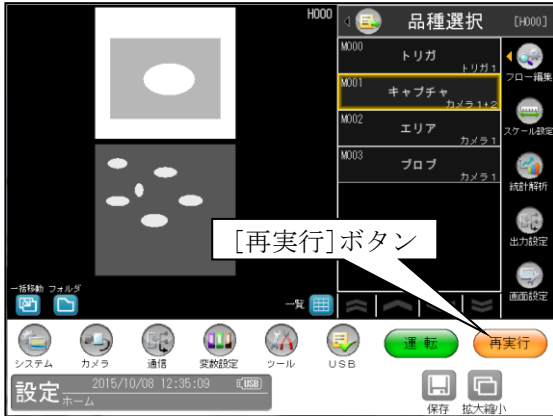 H000
品種選択
[H000]
M000
トリガ
トリガ1
M001
キャプチャ
カメラ1+2
M002
エリア
カメラ1
M003
ブロブ
カメラ1
フロー編集
スケール設定
統計解析
出力設定
画面設定
[再実行]ボタン
一括移動 フォルダ
一覧
システム
カメラ
通信
変数設定
ツール
USB
運転
再実行
設定
2015/10/08 12:35:09
USB
ホーム
保存
拡大縮小